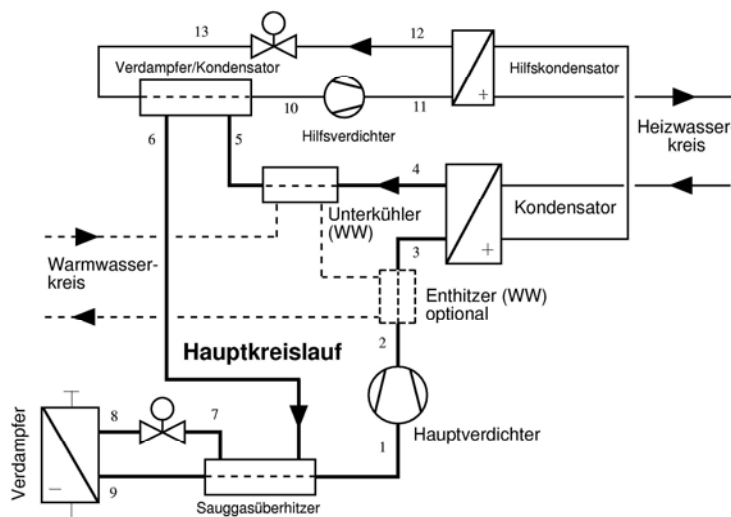 13
12
Verdampfer/Kondensator
Hilfskondensator
+
10
11
6
5
Hilfsverdichter
Heizwasser-
kreis
4
Unterkühler
(WW)
Kondensator
+
3
Warmwasser-
kreis
Enthitzer (WW)
optional
2
Hauptkreislauf
Hauptverdichter
1
Verdampfer
8
7
−
9
Sauggasüberhitzer